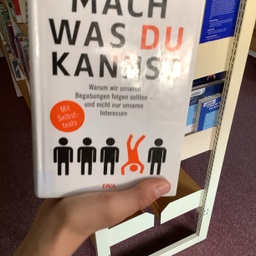 MACH
WAS DU
KANNST
Warum wir unseren
Begabungen folgen sollten –
und nicht nur unseren
Interessen
Mit
Selbst-
tests
DVA